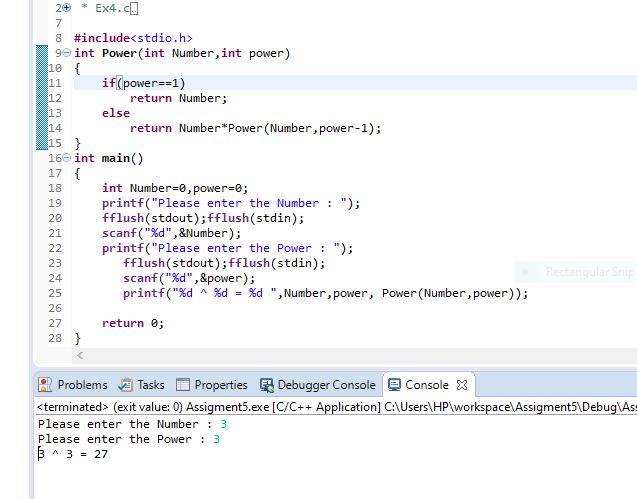 2 * Ex4.c
7
8 #include<stdio.h>
9 int Power(int Number,int power)
10 {
11     if(power==1)
12         return Number;
13     else
14         return Number*Power(Number,power-1);
15 }
16 int main()
17 {
18     int Number=0,power=0;
19     printf("Please enter the Number : ");
20     fflush(stdout);fflush(stdin);
21     scanf("%d",&Number);
22     printf("Please enter the Power : ");
23        fflush(stdout);fflush(stdin);
24        scanf("%d",&power);
25        printf("%d ^ %d = %d ",Number,power, Power(Number,power));
26
27     return 0;
28 }
Rectangular Snip
Problems Tasks Properties Debugger Console Console
<terminated> (exit value: 0) Assigment5.exe [C/C++ Application] C:\Users\HP\workspace\Assigment5\Debug\Ass
Please enter the Number : 3
Please enter the Power : 3
3 ^ 3 = 27